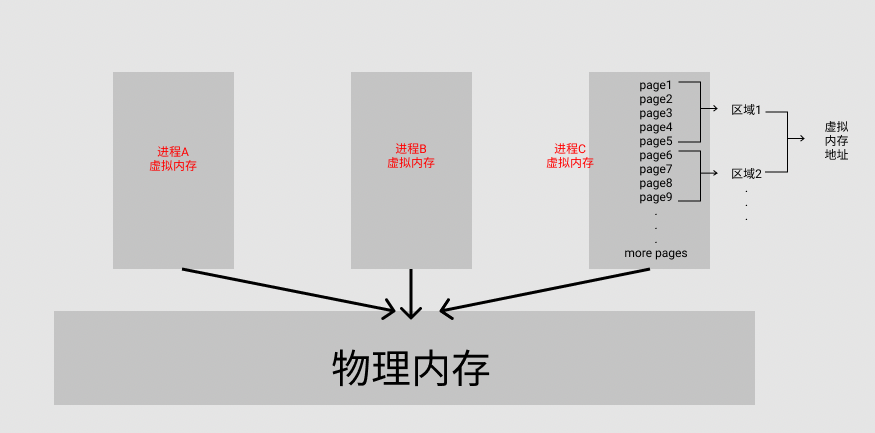 进程A
虚拟内存
进程B
虚拟内存
进程C
虚拟内存
page1
page2
page3
page4
page5
page6
page7
page8
page9
.
.
.
more pages
区域1
区域2
.
.
.
虚拟
内存
地址
物理内存